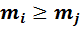 𝒎ᵢ ≥ 𝒎ⱼ